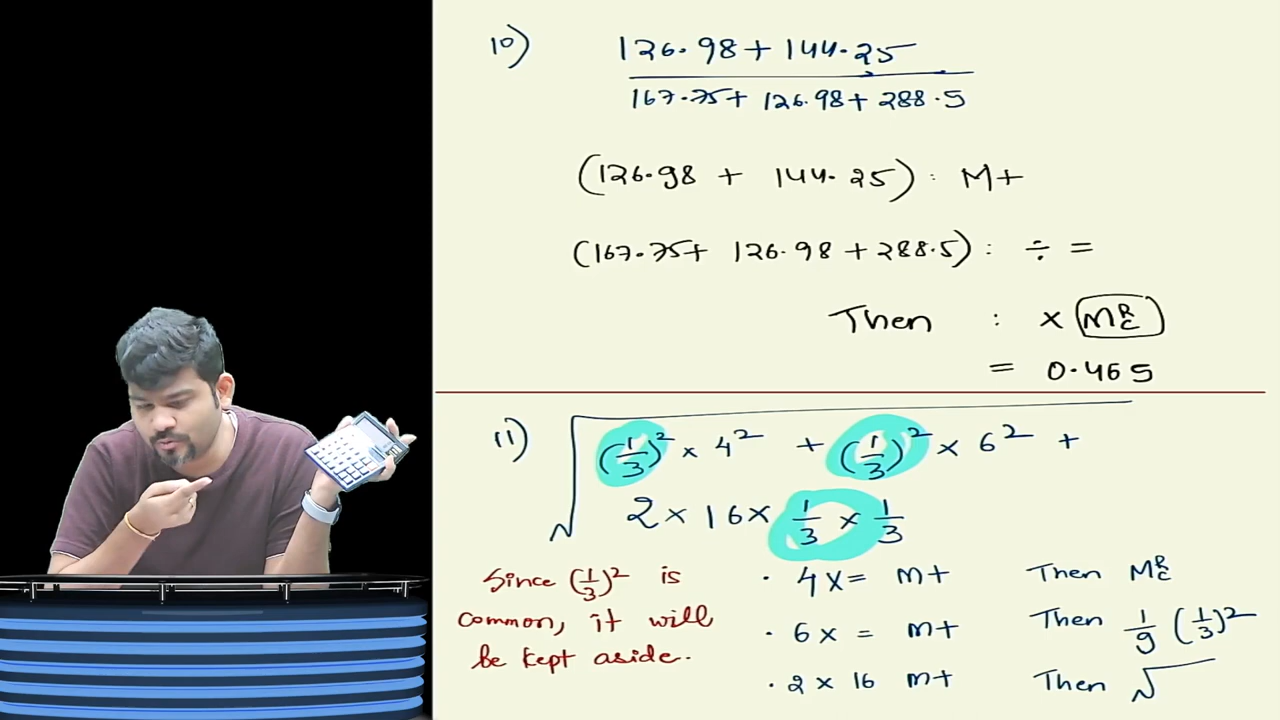 10) 126.98 + 144.25
167.75 + 126.98 + 288.5
(126.98 + 144.25) : M+
(167.75 + 126.98 + 288.5) : ÷ =
Then : × MRC
= 0.465
11) √ (1/3)² × 4² + (1/3)² × 6² +
2 × 16 × 1/3 × 1/3
Since (1/3)² is
common, it will
be kept aside.
· 4 × = M+ Then MRC
· 6 × = M+ Then 1/9 (1/3)²
· 2 × 16 M+ Then √